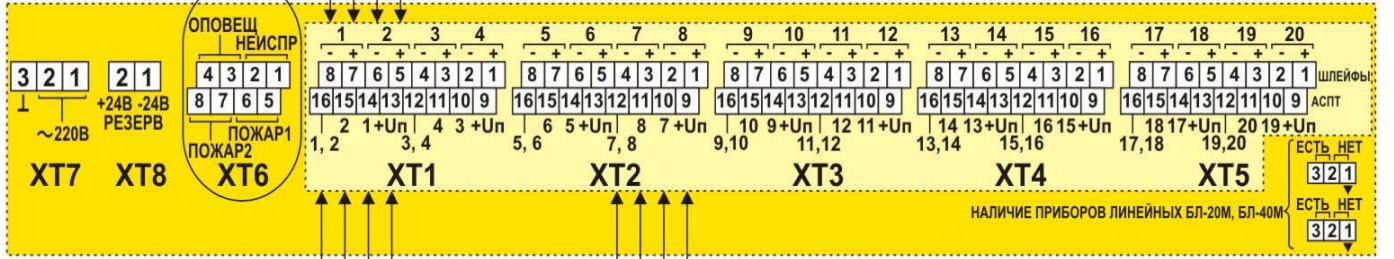 ОПОВЕЩ
НЕИСПР
4 3 2 1
8 7 6 5
ПОЖАР1
ПОЖАР2
XT6
3 2 1
⊥ ~220В
XT7
2 1
+24В -24В
РЕЗЕРВ
XT8
1 2 3 4
- + - + - + - +
8 7 6 5 4 3 2 1
16 15 14 13 12 11 10 9
2 1 +Uп 4 3 +Uп
1, 2 3, 4
XT1
5 6 7 8
- + - + - + - +
8 7 6 5 4 3 2 1
16 15 14 13 12 11 10 9
6 5 +Uп 8 7 +Uп
5, 6 7, 8
XT2
9 10 11 12
- + - + - + - +
8 7 6 5 4 3 2 1
16 15 14 13 12 11 10 9
10 9 +Uп 12 11 +Uп
9,10 11,12
XT3
13 14 15 16
- + - + - + - +
8 7 6 5 4 3 2 1
16 15 14 13 12 11 10 9
14 13 +Uп 16 15 +Uп
13,14 15,16
XT4
17 18 19 20
- + - + - + - +
8 7 6 5 4 3 2 1 ШЛЕЙФЫ
16 15 14 13 12 11 10 9 АСПТ
18 17 +Uп 20 19 +Uп
17,18 19,20
XT5
ЕСТЬ НЕТ
3 2 1
НАЛИЧИЕ ПРИБОРОВ ЛИНЕЙНЫХ БЛ-20М, БЛ-40М
ЕСТЬ НЕТ
3 2 1